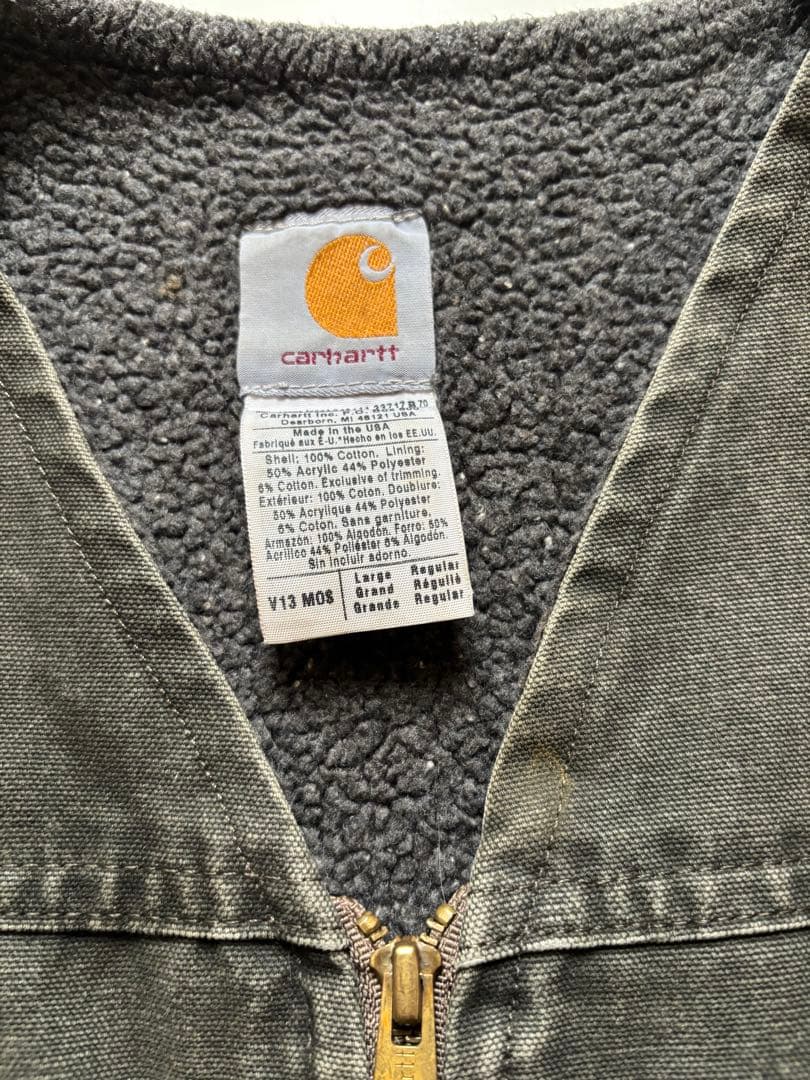 carhartt
Carhartt Inc.
Dearborn, MI 48121 USA
Made in the USA
Fabriqué aux É-U.*Hecho en los EE.UU.
Shell: 100% Cotton. Lining:
50% Acrylic 44% Polyester
6% Cotton. Exclusive of trimming.
Extérieur: 100% Coton. Doublure:
50% Acrylique 44% Polyester
6% Coton. Sans garniture.
Armazón: 100% Algodon. Forro: 50%
Acrilico 44% Poliéster 6% Algodón.
Sin incluir adorno.
V13 MOS
Large Regular
Grand Régulié
Grande Regular